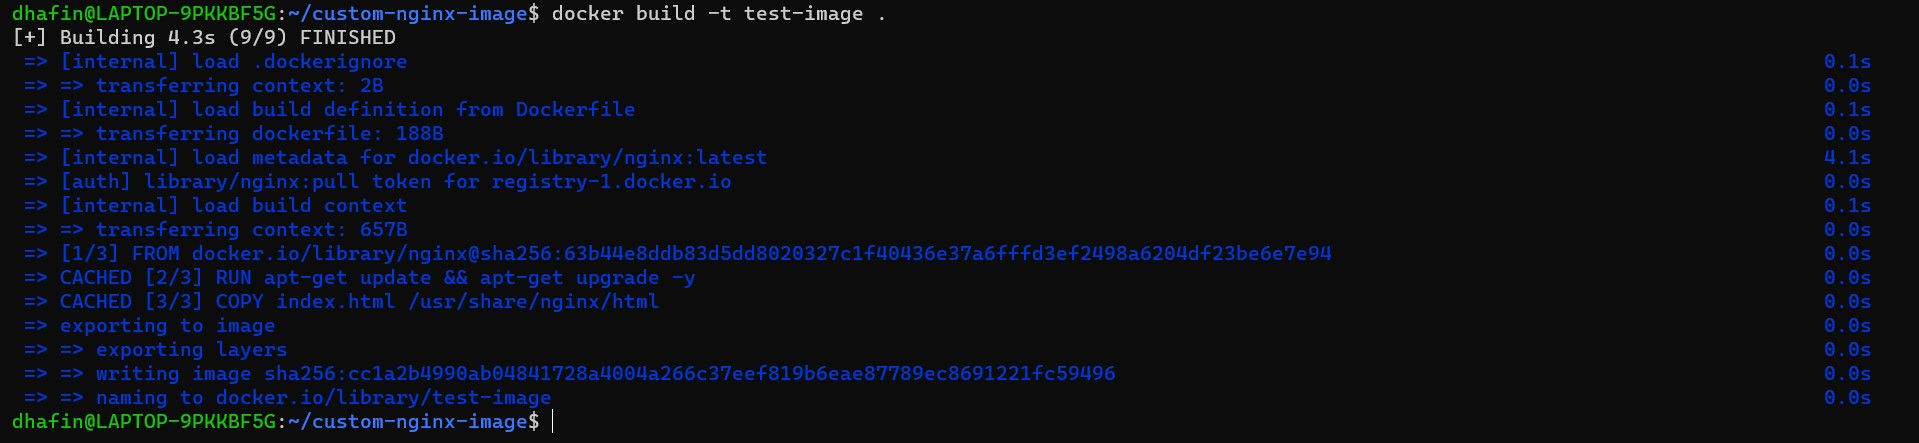 dhafin@LAPTOP-9PKKBF5G:~/custom-nginx-image$ docker build -t test-image .
[+] Building 4.3s (9/9) FINISHED
=> [internal] load .dockerignore 0.1s
=> => transferring context: 2B 0.0s
=> [internal] load build definition from Dockerfile 0.1s
=> => transferring dockerfile: 188B 0.0s
=> [internal] load metadata for docker.io/library/nginx:latest 4.1s
=> [auth] library/nginx:pull token for registry-1.docker.io 0.0s
=> [internal] load build context 0.1s
=> => transferring context: 657B 0.0s
=> [1/3] FROM docker.io/library/nginx@sha256:63b44e8ddb83d5dd8020327c1f40436e37a6fffd3ef2498a6204df23be6e7e94 0.0s
=> CACHED [2/3] RUN apt-get update && apt-get upgrade -y 0.0s
=> CACHED [3/3] COPY index.html /usr/share/nginx/html 0.0s
=> exporting to image 0.0s
=> => exporting layers 0.0s
=> => writing image sha256:cc1a2b4990ab04841728a4004a266c37eef819b6eae87789ec8691221fc59496 0.0s
=> => naming to docker.io/library/test-image 0.0s
dhafin@LAPTOP-9PKKBF5G:~/custom-nginx-image$